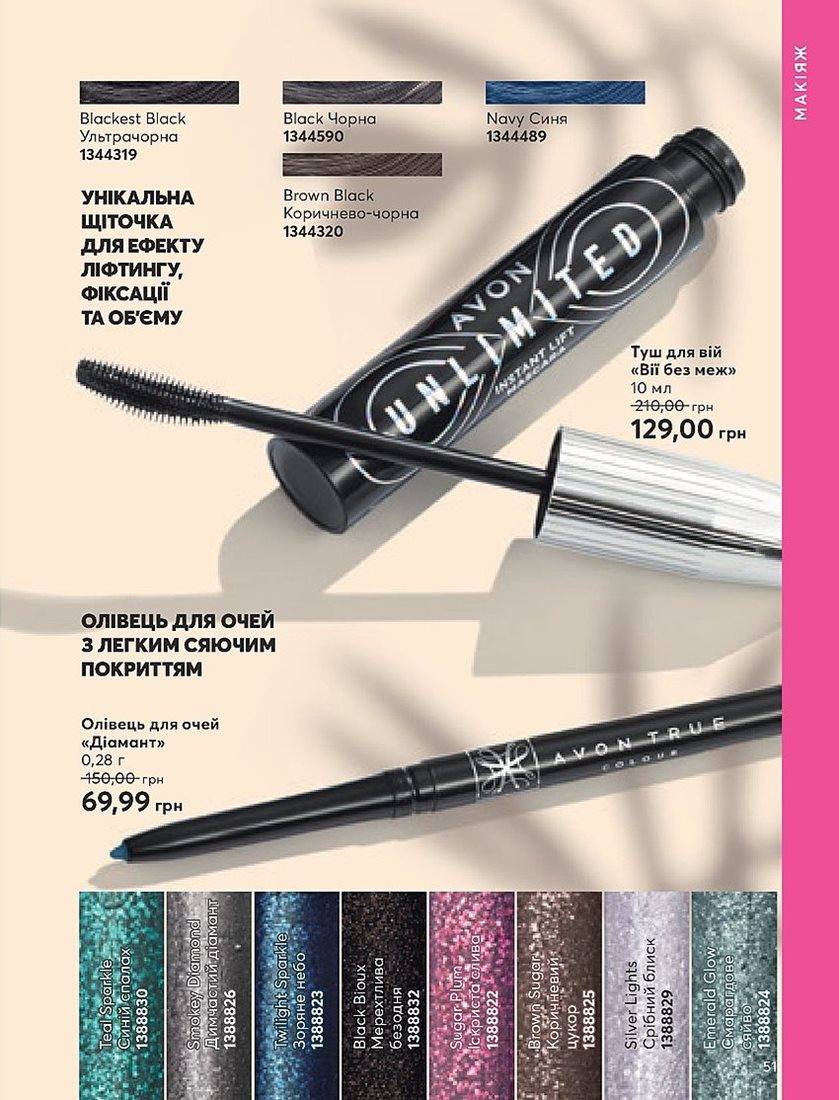 МАКІЯЖ
Blackest Black
Ультрачорна
1344319
Black Чорна
1344590
Navy Синя
1344489
Brown Black
Коричнево-чорна
1344320
УНІКАЛЬНА
ЩІТОЧКА
ДЛЯ ЕФЕКТУ
ЛІФТИНГУ,
ФІКСАЦІЇ
ТА ОБ'ЄМУ
AVON
UNLIMITED
INSTANT LIFT
MASCARA
Туш для вій
«Вії без меж»
10 мл
210,00 грн
129,00 грн
ОЛІВЕЦЬ ДЛЯ ОЧЕЙ
З ЛЕГКИМ СЯЮЧИМ
ПОКРИТТЯМ
Олівець для очей
«Діамант»
0,28 г
150,00 грн
69,99 грн
AVON TRUE
COLOUR
Teal Sparkle
Синій спалах
1388830
Smokey Diamond
Димчастий діамант
1388826
Twilight Sparkle
Зоряне небо
1388823
Black Bioux
Мерехтлива
безодня
1388832
Sugar Plum
Іскриста слива
1388822
Brown Sugar
Коричневий
цукор
1388825
Silver Lights
Срібний блиск
1388829
Emerald Glow
Смарагдове
сяйво
1388824
51